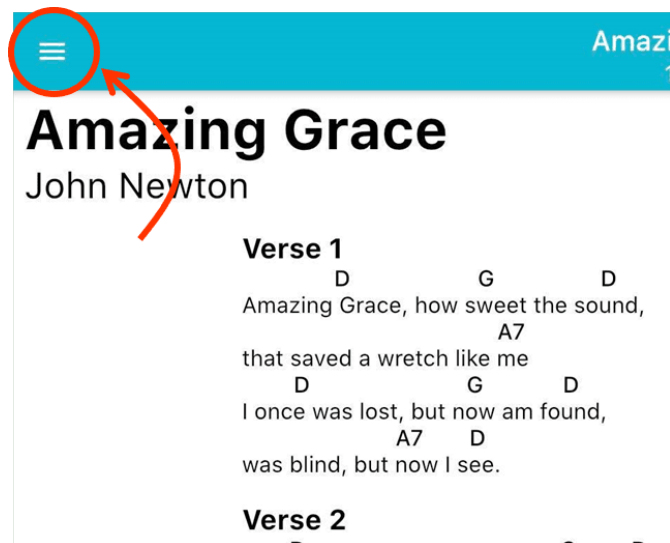 Amazi
Amazing Grace
John Newton
Verse 1
D G D
Amazing Grace, how sweet the sound,
A7
that saved a wretch like me
D G D
I once was lost, but now am found,
A7 D
was blind, but now I see.
Verse 2